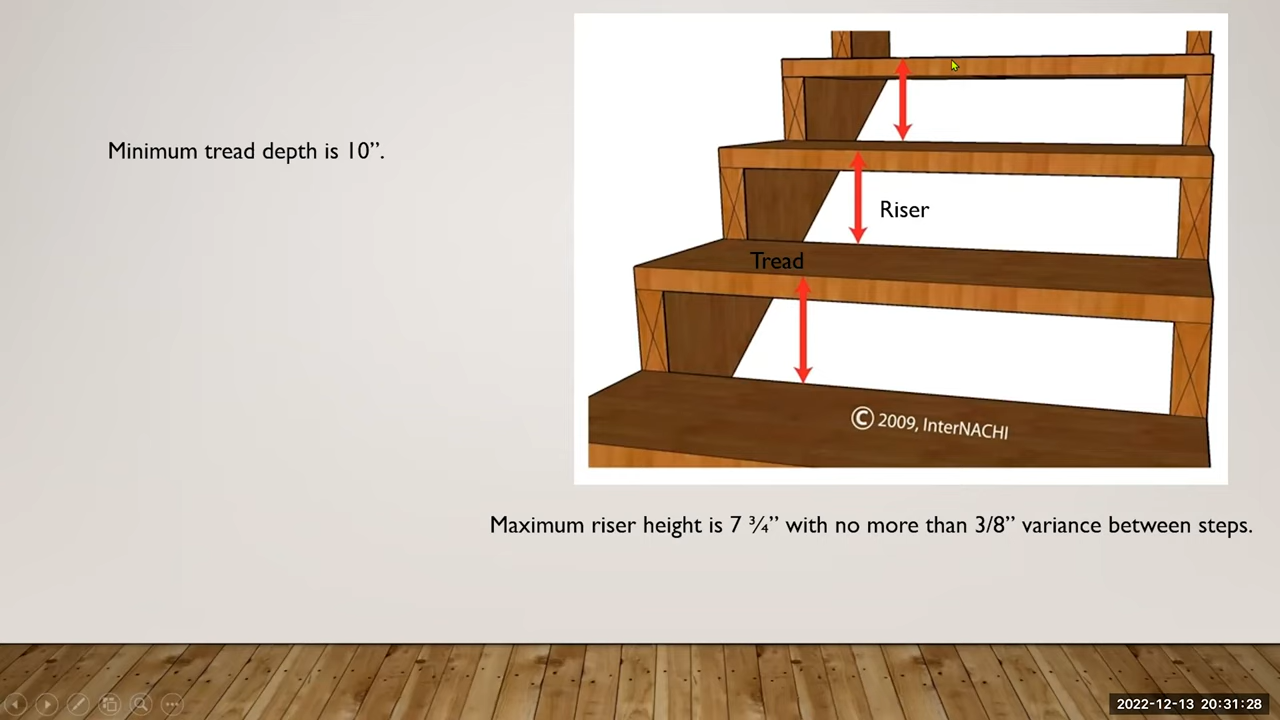 Minimum tread depth is 10”.
Riser
Tread
© 2009, InterNACHI
Maximum riser height is 7 ¾” with no more than 3/8” variance between steps.
2022-12-13 20:31:28